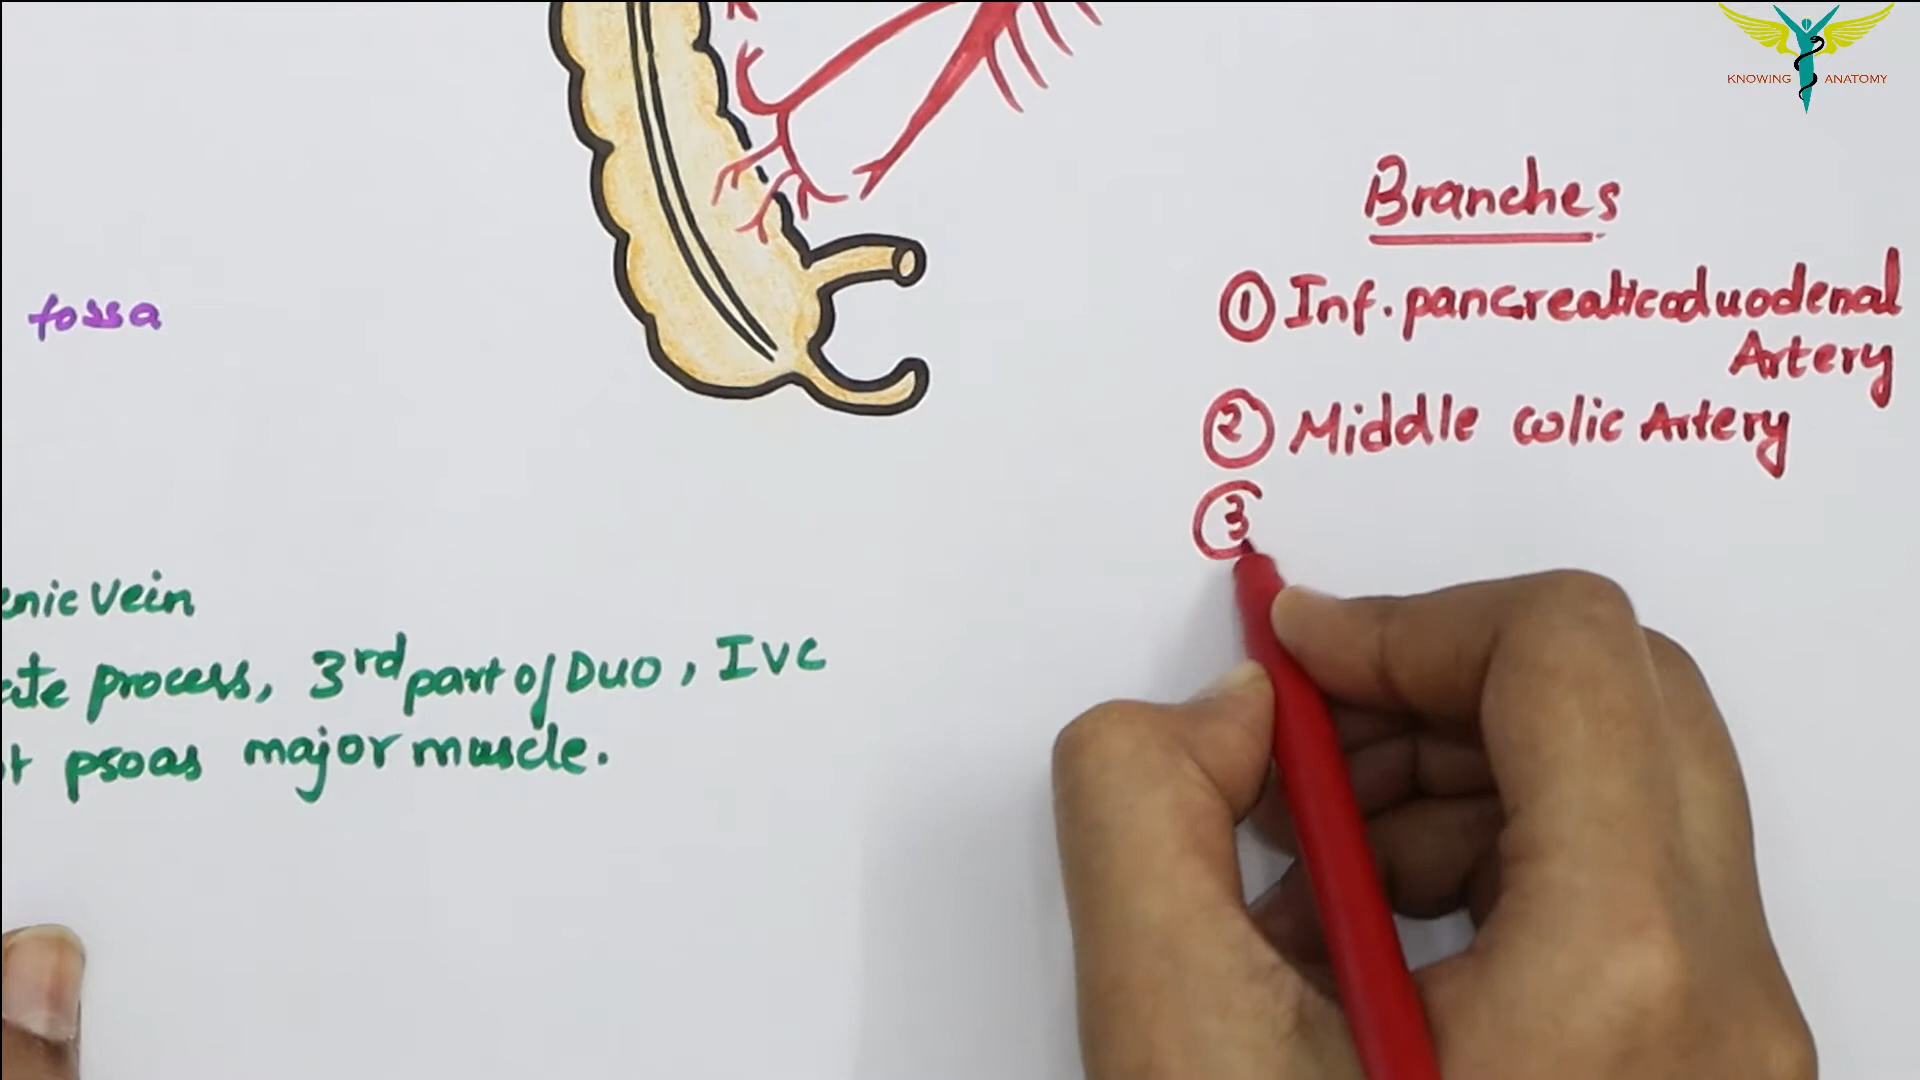 KNOWING ANATOMY
Branches
① Inf. pancreaticoduodenal
Artery
② Middle colic Artery
③
fossa
enic vein
ate process, 3rd part of Duo, IVC
psoas major muscle.